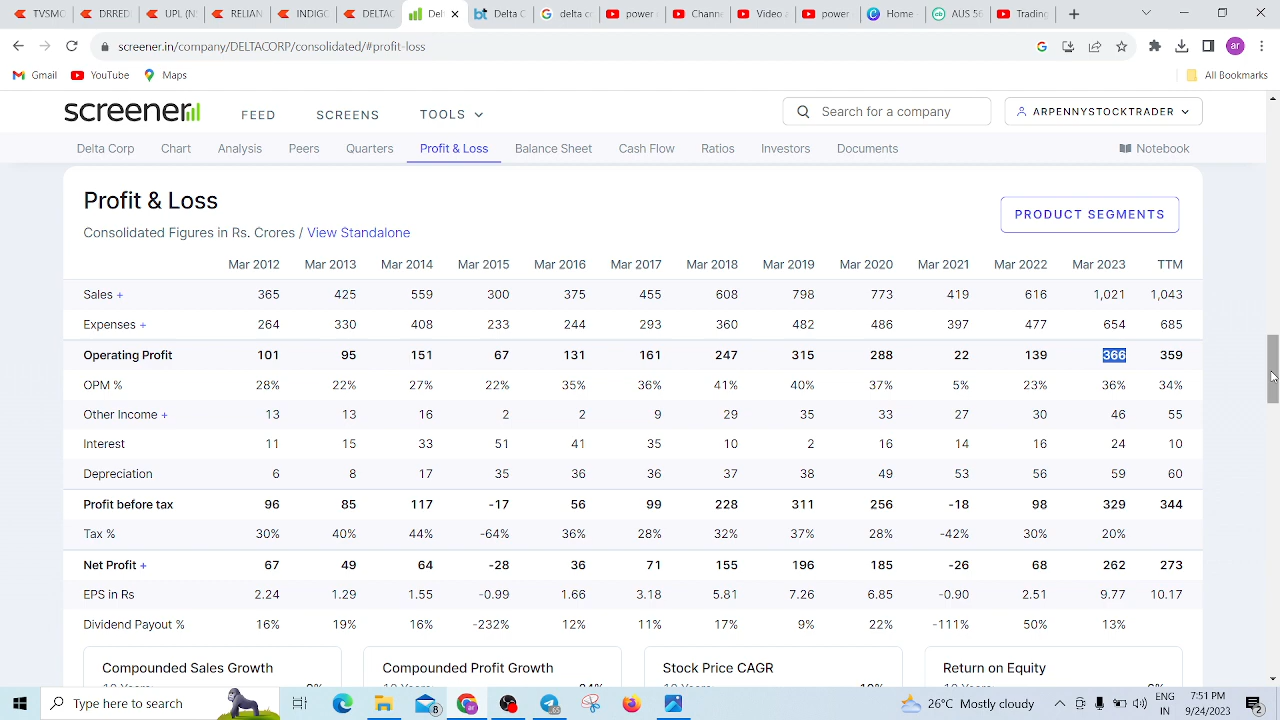 TVSMC DRREDI UPL (N RELIAN INDIGC DELTAC Del Delta C delta c power Chann Video power Home AUS 56 Trading
screener.in/company/DELTACORP/consolidated/#profit-loss ar
Gmail YouTube Maps All Bookmarks
screener FEED SCREENS TOOLS Search for a company ARPENNYSTOCKTRADER
Delta Corp Chart Analysis Peers Quarters Profit & Loss Balance Sheet Cash Flow Ratios Investors Documents Notebook
Profit & Loss
PRODUCT SEGMENTS
Consolidated Figures in Rs. Crores / View Standalone
Mar 2012 Mar 2013 Mar 2014 Mar 2015 Mar 2016 Mar 2017 Mar 2018 Mar 2019 Mar 2020 Mar 2021 Mar 2022 Mar 2023 TTM
Sales + 365 425 559 300 375 455 608 798 773 419 616 1,021 1,043
Expenses + 264 330 408 233 244 293 360 482 486 397 477 654 685
Operating Profit 101 95 151 67 131 161 247 315 288 22 139 366 359
OPM % 28% 22% 27% 22% 35% 36% 41% 40% 37% 5% 23% 36% 34%
Other Income + 13 13 16 2 2 9 29 35 33 27 30 46 55
Interest 11 15 33 51 41 35 10 2 16 14 16 24 10
Depreciation 6 8 17 35 36 36 37 38 49 53 56 59 60
Profit before tax 96 85 117 -17 56 99 228 311 256 -18 98 329 344
Tax % 30% 40% 44% -64% 36% 28% 32% 37% 28% -42% 30% 20%
Net Profit + 67 49 64 -28 36 71 155 196 185 -26 68 262 273
EPS in Rs 2.24 1.29 1.55 -0.99 1.66 3.18 5.81 7.26 6.85 -0.90 2.51 9.77 10.17
Dividend Payout % 16% 19% 16% -232% 12% 11% 17% 9% 22% -111% 50% 13%
Compounded Sales Growth Compounded Profit Growth Stock Price CAGR Return on Equity
Type here to search 8 26°C Mostly cloudy ENG 7:51 PM
IN 9/24/2023 2